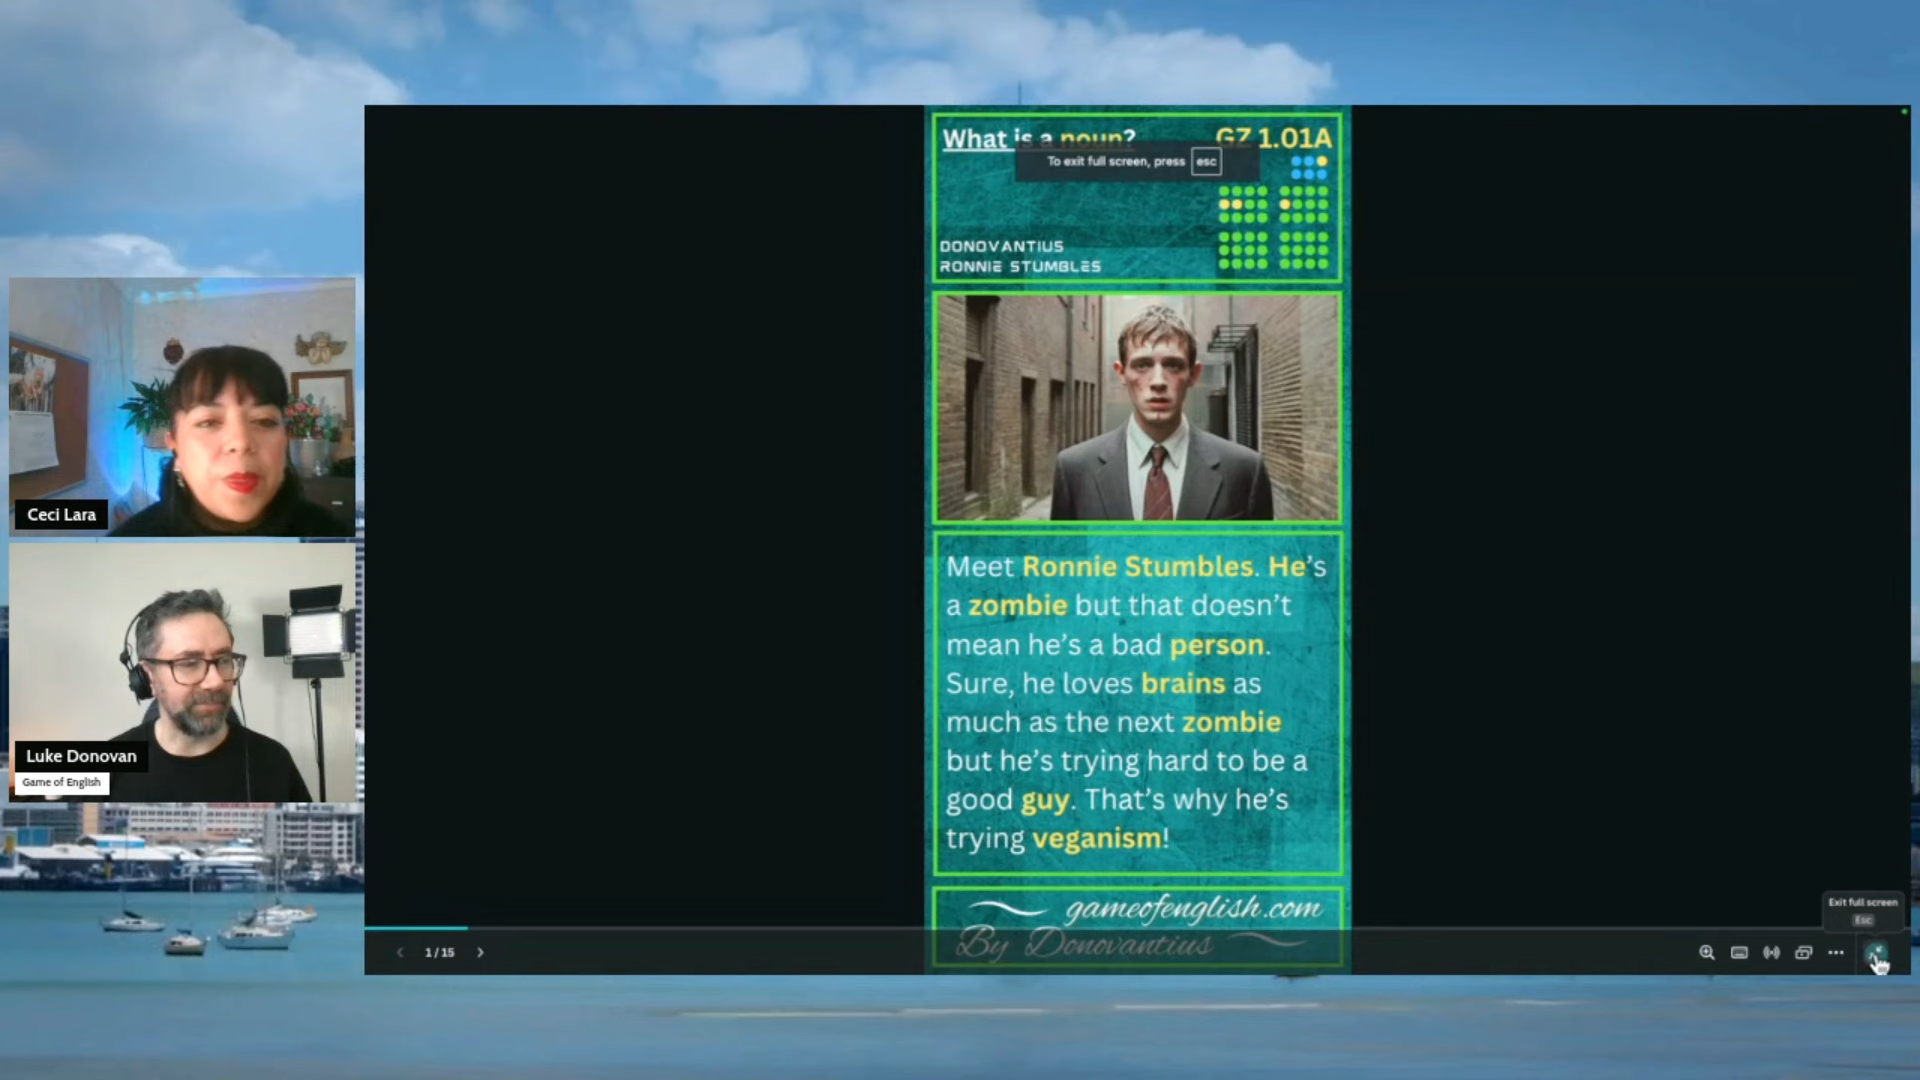 What is a noun?
GZ 1.01A
To exit full screen, press esc
DONOVANTIUS
RONNIE STUMBLES
Ceci Lara
Luke Donovan
Game of English
Meet Ronnie Stumbles. He’s
a zombie but that doesn’t
mean he’s a bad person.
Sure, he loves brains as
much as the next zombie
but he’s trying hard to be a
good guy. That’s why he’s
trying veganism!
gameofenglish.com
By Donovantius
Exit full screen
Esc
1/15